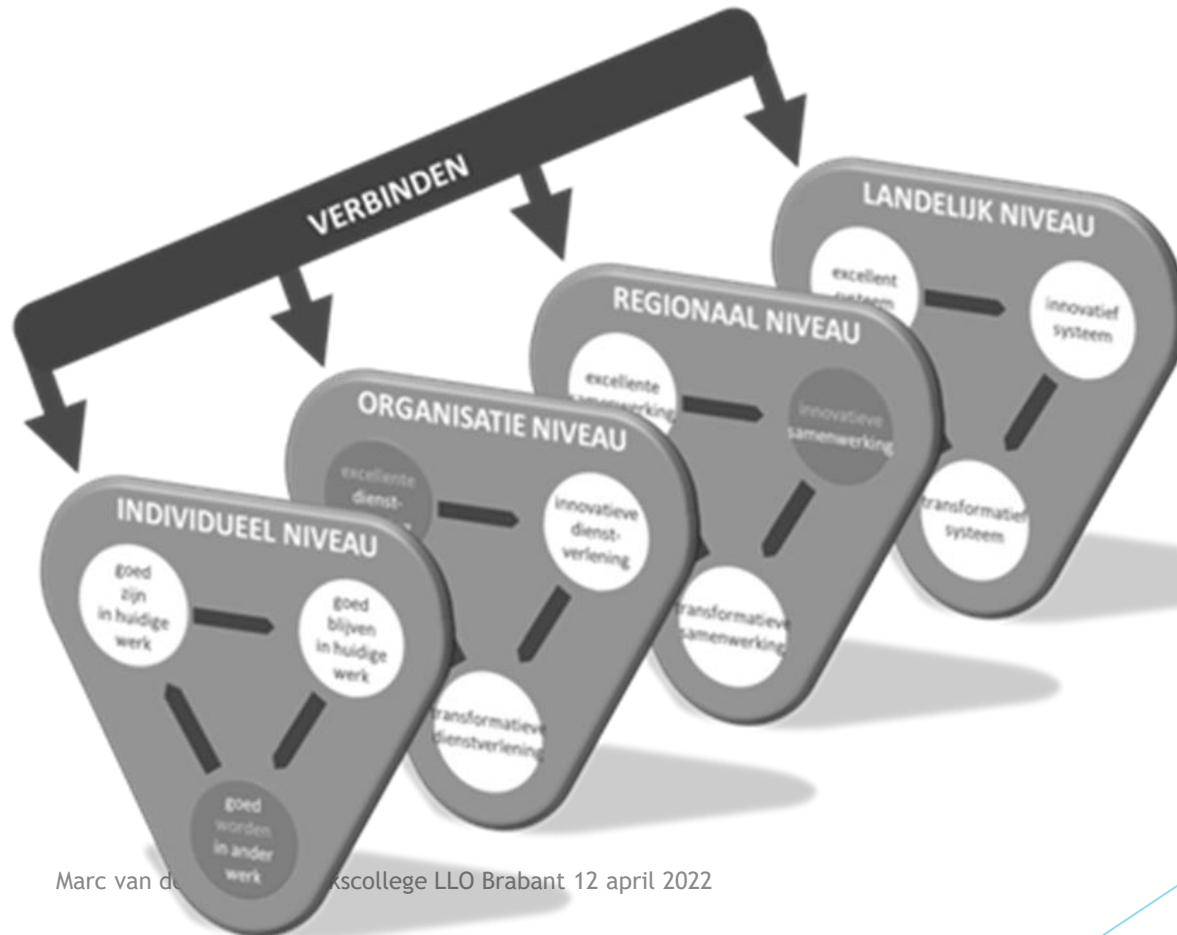 VERBINDEN
LANDELIJK NIVEAU
excellent
systeem
innovatief
systeem
transformatief
systeem
REGIONAAL NIVEAU
excellente
samenwerking
innovatieve
samenwerking
transformatieve
samenwerking
ORGANISATIE NIVEAU
excellente
dienst-
innovatieve
dienst-
verlening
transformatieve
dienstverlening
INDIVIDUEEL NIVEAU
goed
zijn
in huidige
werk
goed
blijven
in huidige
werk
goed
worden
in ander
werk
Marc van kscollege LLO Brabant 12 april 2022